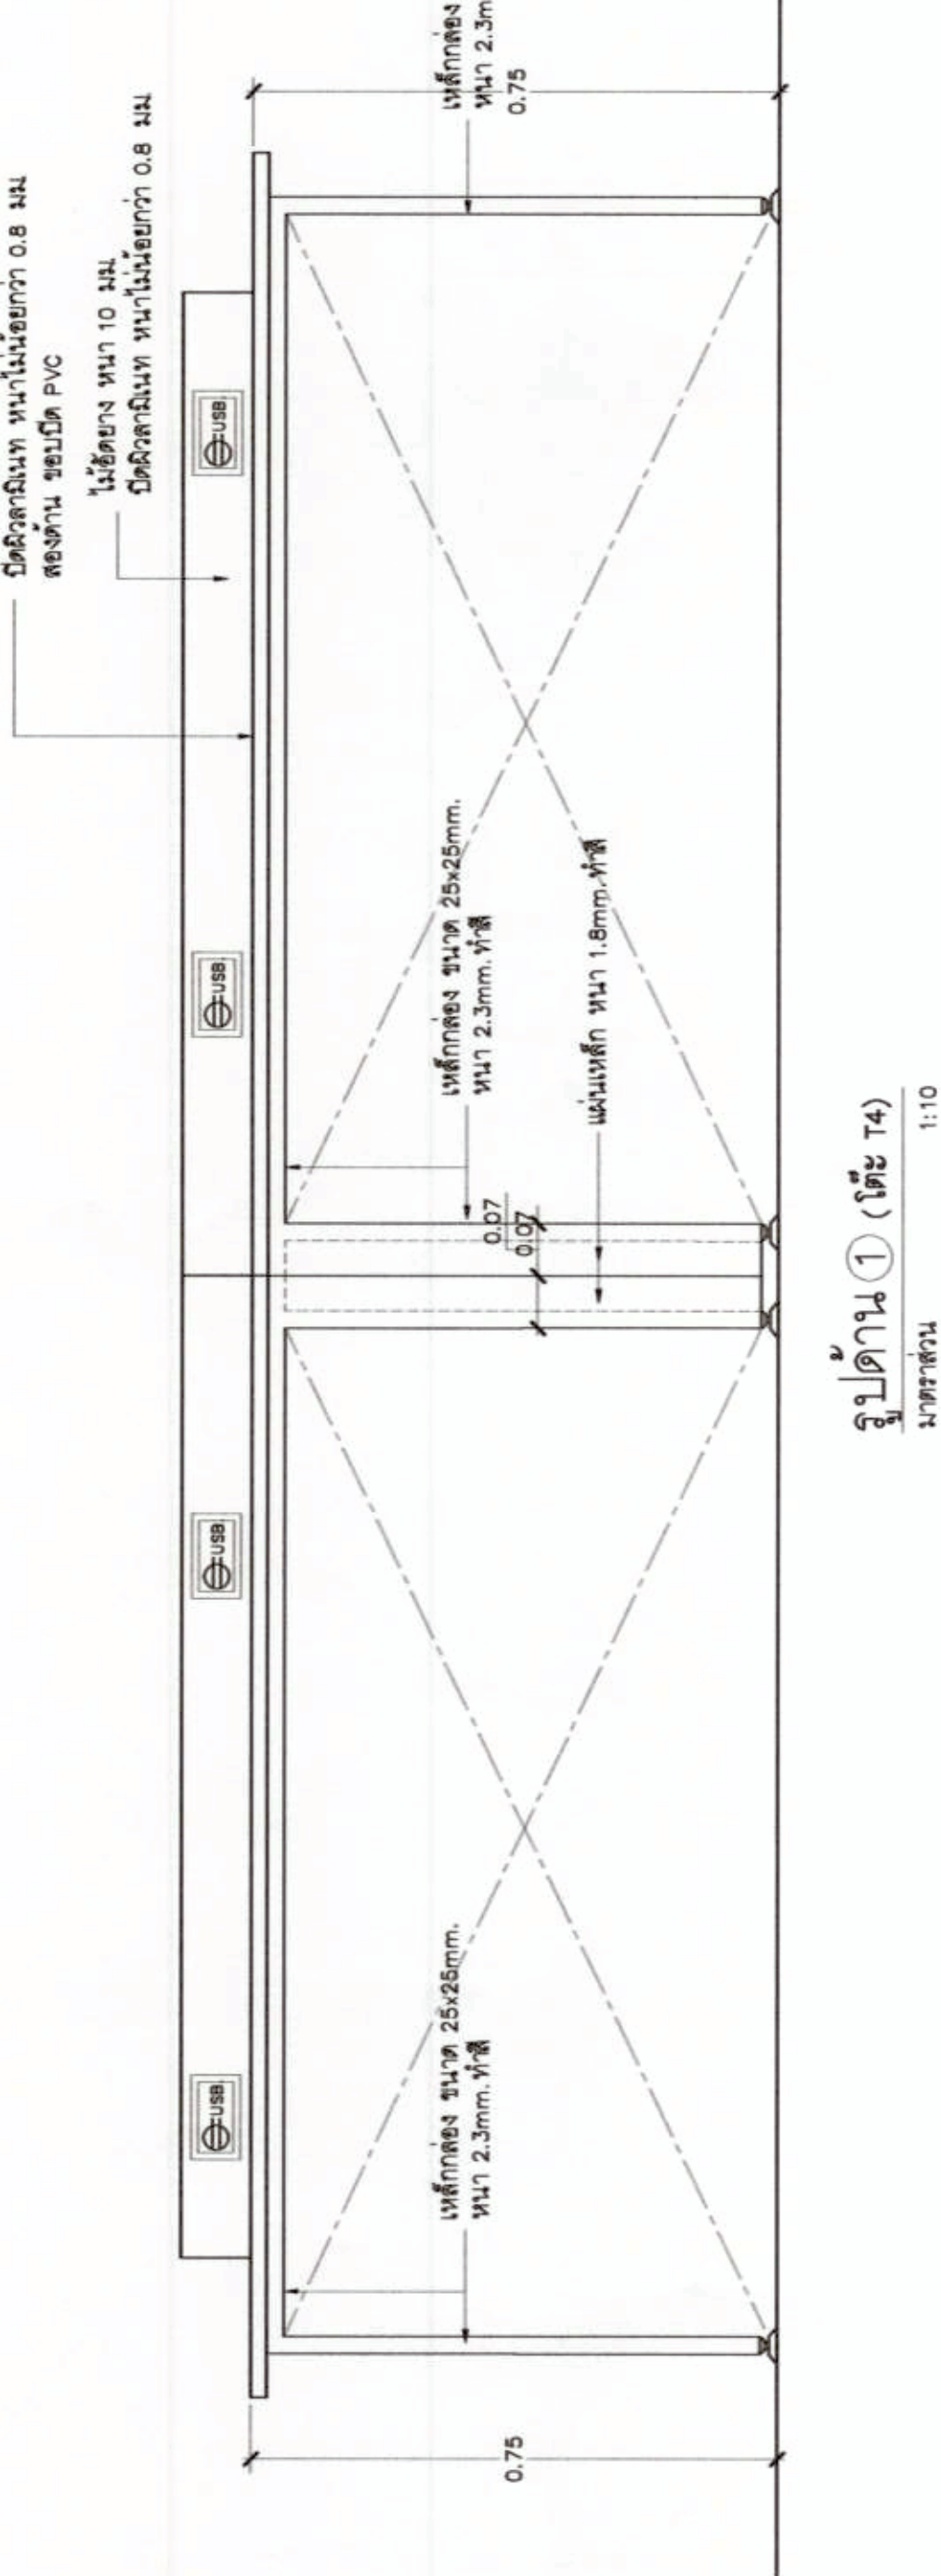 ปิดผิวลามิเนท หนาไม่น้อยกว่า 0.8 มม.
สองด้าน ขอบปิด PVC
ไม้อัดยาง หนา 10 มม.
ปิดผิวลามิเนท หนาไม่น้อยกว่า 0.8 มม.
USB
USB
USB
USB
0.75
เหล็กกล่อง ขนาด 25x25mm.
หนา 2.3mm.ทำสี
เหล็กกล่อง ขนาด 25x25mm.
หนา 2.3mm.ทำสี
0.07
0.07
แผ่นเหล็ก หนา 1.8mm.ทำสี
เหล็กกล่อง
หนา 2.3m
0.75
รูปด้าน 1 (โต๊ะ T4)
มาตราส่วน 1:10